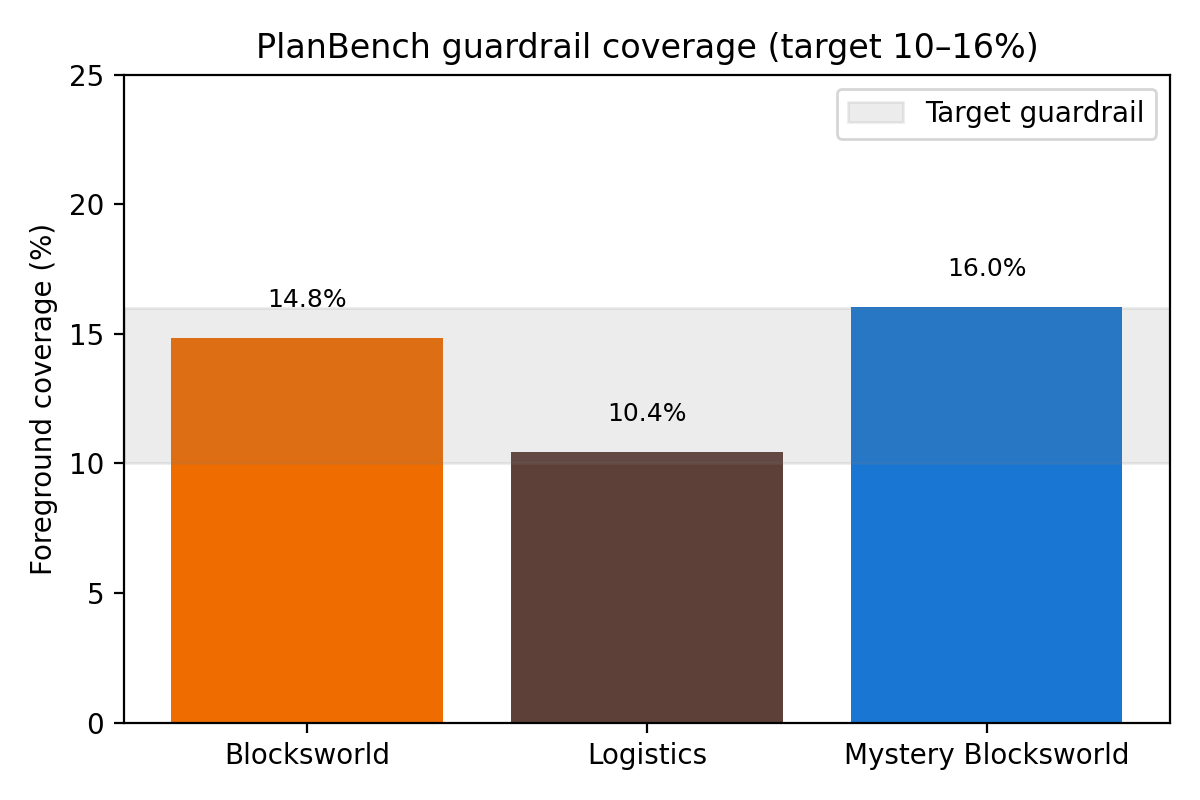 PlanBench guardrail coverage (target 10–16%)
Target guardrail
Foreground coverage (%)
25
20
15
10
5
0
14.8%
10.4%
16.0%
Blocksworld
Logistics
Mystery Blocksworld